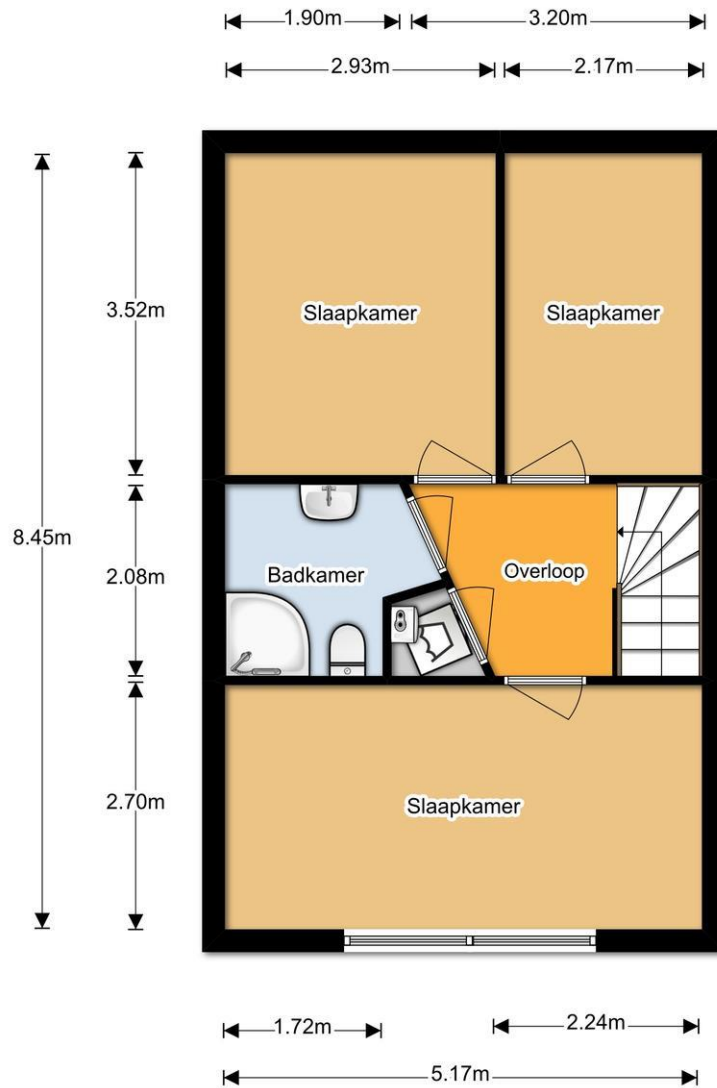 1.90m 3.20m
2.93m 2.17m
3.52m
Slaapkamer Slaapkamer
8.45m
2.08m
Badkamer Overloop
2.70m
Slaapkamer
1.72m 2.24m
5.17m